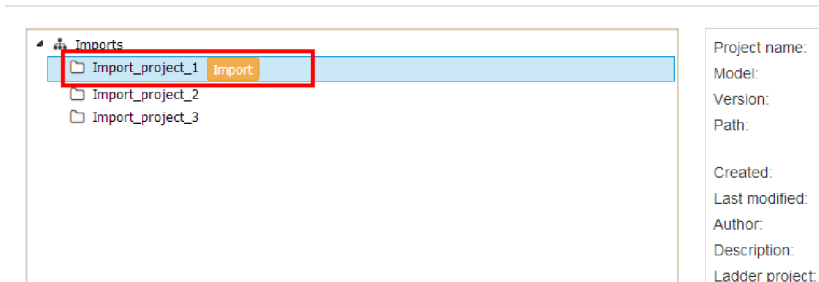 Imports
Import_project_1 Import
Import_project_2
Import_project_3
Project name:
Model:
Version:
Path:
Created:
Last modified:
Author:
Description:
Ladder project: